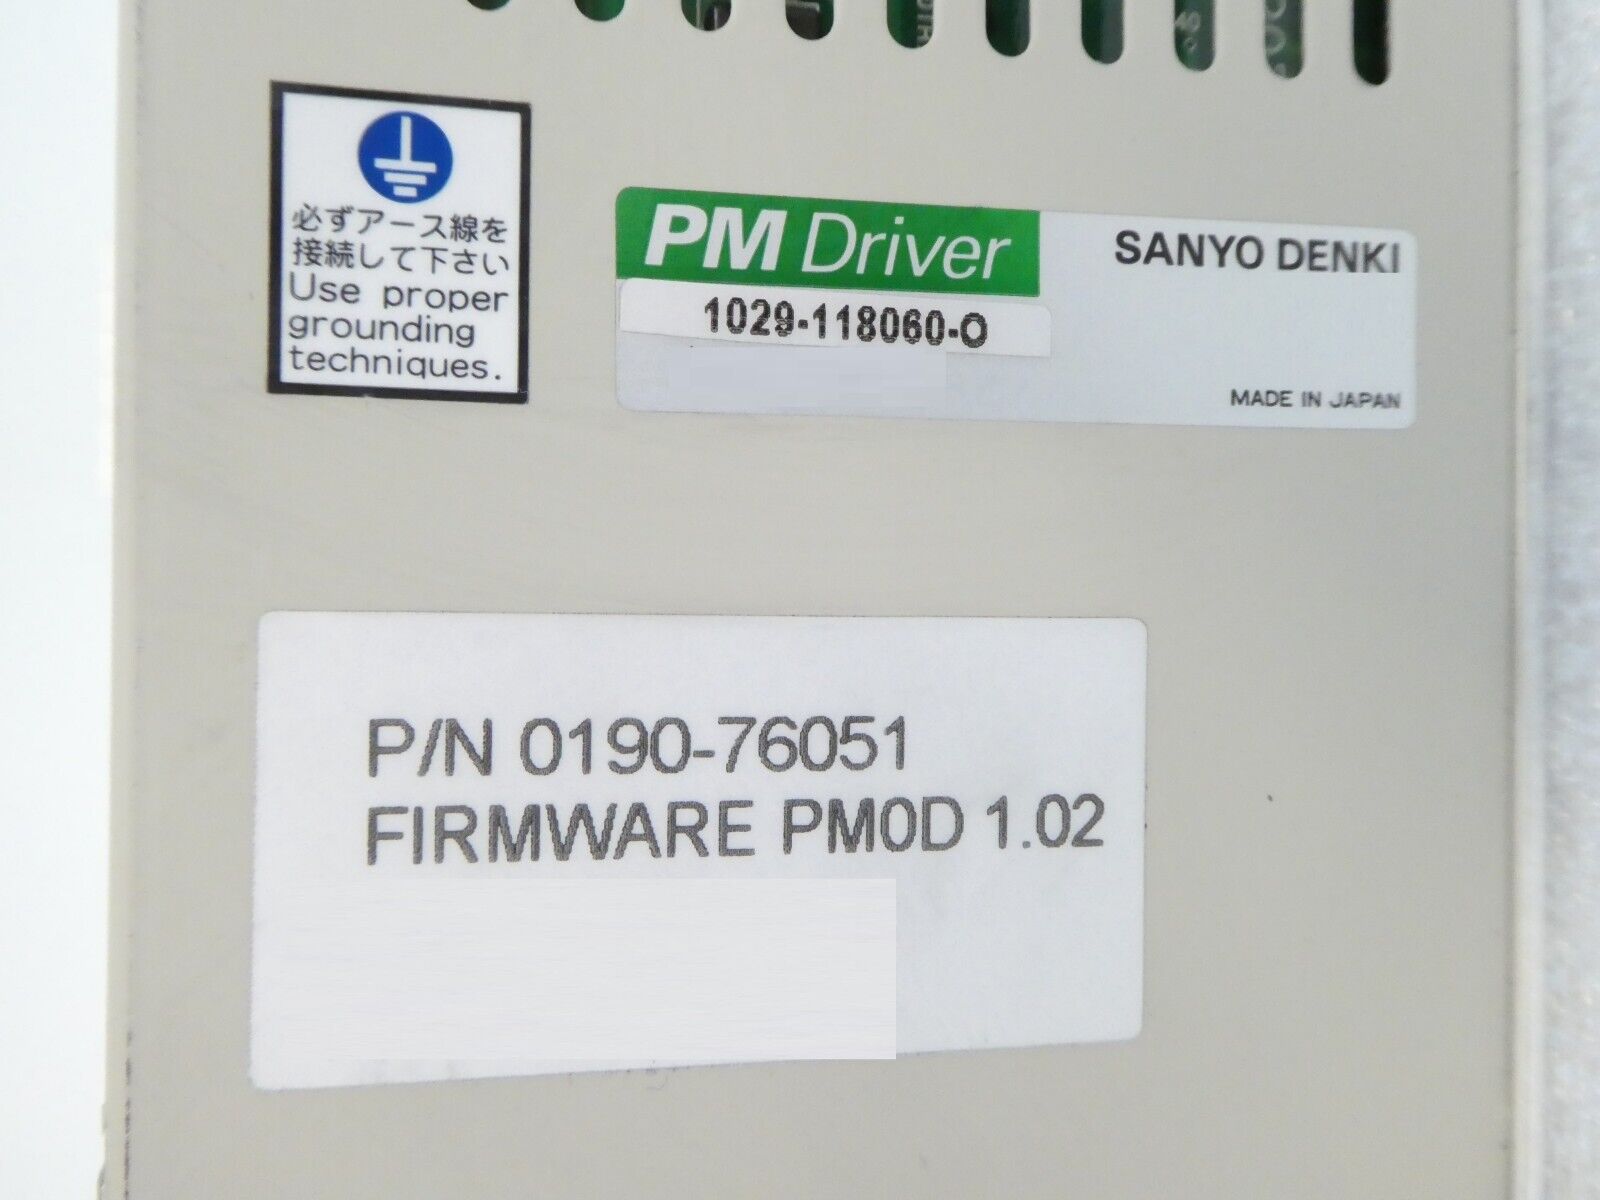 必ずアース線を
接続して下さい
Use proper
grounding
techniques.
PM Driver
SANYO DENKI
1029-118060-O
MADE IN JAPAN
P/N 0190-76051
FIRMWARE PM0D 1.02